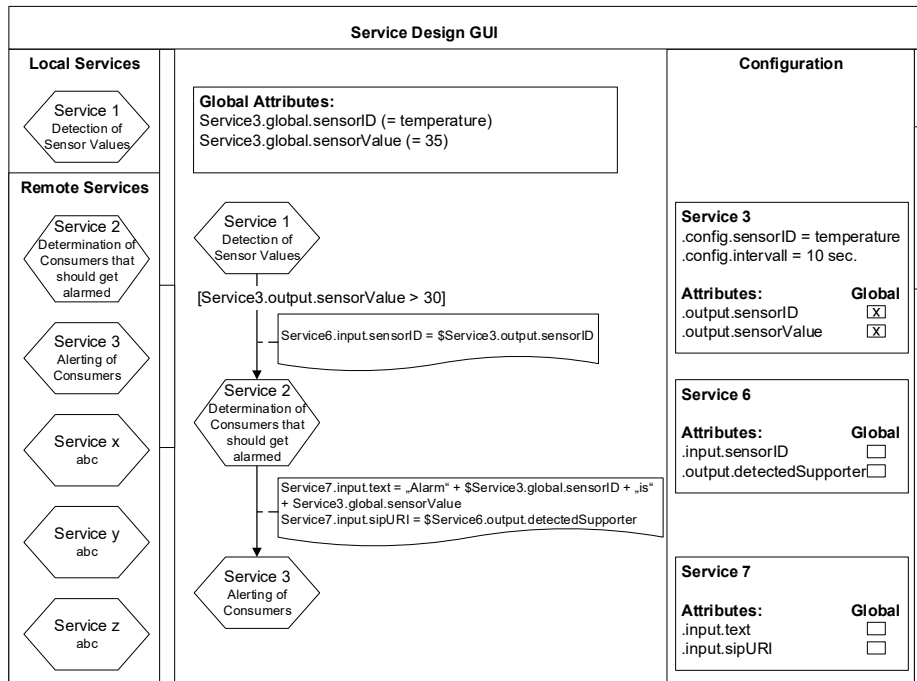 Service Design GUI
Local Services
Service 1
Detection of
Sensor Values
Remote Services
Service 2
Determination of
Consumers that
should get
alarmed
Service 3
Alerting of
Consumers
Service x
abc
Service y
abc
Service z
abc
Global Attributes:
Service3.global.sensorID (= temperature)
Service3.global.sensorValue (= 35)
Service 1
Detection of
Sensor Values
[Service3.output.sensorValue > 30]
Service6.input.sensorID = $Service3.output.sensorID
Service 2
Determination of
Consumers that
should get
alarmed
Service7.input.text = „Alarm“ + $Service3.global.sensorID + „is“
+ Service3.global.sensorValue
Service7.input.sipURI = $Service6.output.detectedSupporter
Service 3
Alerting of
Consumers
Configuration
Service 3
.config.sensorID = temperature
.config.intervall = 10 sec.
Attributes: Global
.output.sensorID X
.output.sensorValue X
Service 6
Attributes: Global
.input.sensorID
.output.detectedSupporter
Service 7
Attributes: Global
.input.text
.input.sipURI